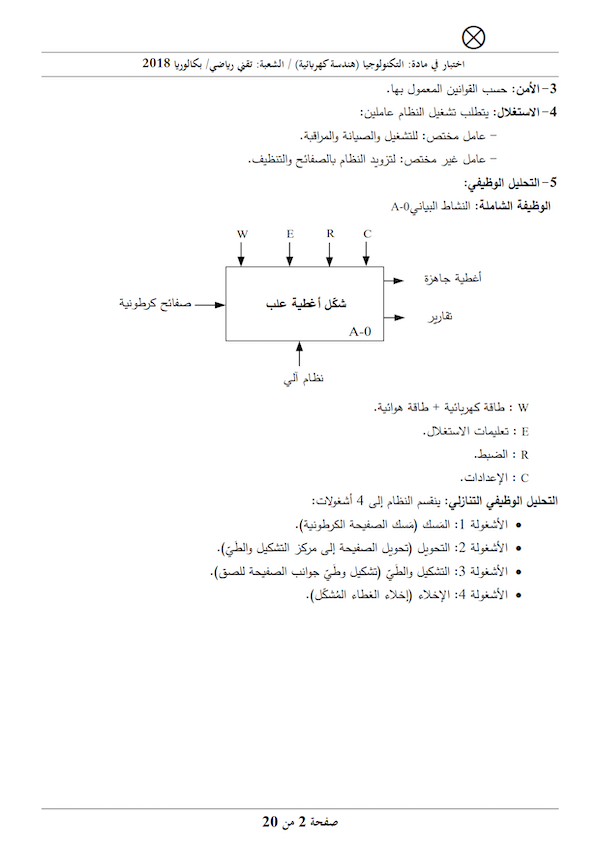 اختبار في مادة: التكنولوجيا (هندسة كهربائية) / الشعبة: تقني رياضي/ بكالوريا 2018
3- الأمن: حسب القوانين المعمول بها.
4- الاستغلال: يتطلب تشغيل النظام عاملين:
– عامل مختص: للتشغيل والصيانة والمراقبة.
– عامل غير مختص: لتزويد النظام بالصفائح والتنظيف.
5- التحليل الوظيفي:
الوظيفة الشاملة: النشاط البياني A-0
W E R C
أغطية جاهزة
صفائح كرطونية
شكّل أغطية علب
تقارير
A-0
نظام آلي
W : طاقة كهربائية + طاقة هوائية.
E : تعليمات الاستغلال.
R : الضبط.
C : الإعدادات.
التحليل الوظيفي التنازلي: ينقسم النظام إلى 4 أشغولات:
• الأشغولة 1: المَسك (مَسك الصفيحة الكرطونية).
• الأشغولة 2: التحويل (تحويل الصفيحة إلى مركز التشكيل والطَيّ).
• الأشغولة 3: التشكيل والطَيّ (تشكيل وطَيّ جوانب الصفيحة للصق).
• الأشغولة 4: الإخلاء (إخلاء الغطاء المُشكّل).
صفحة 2 من 20